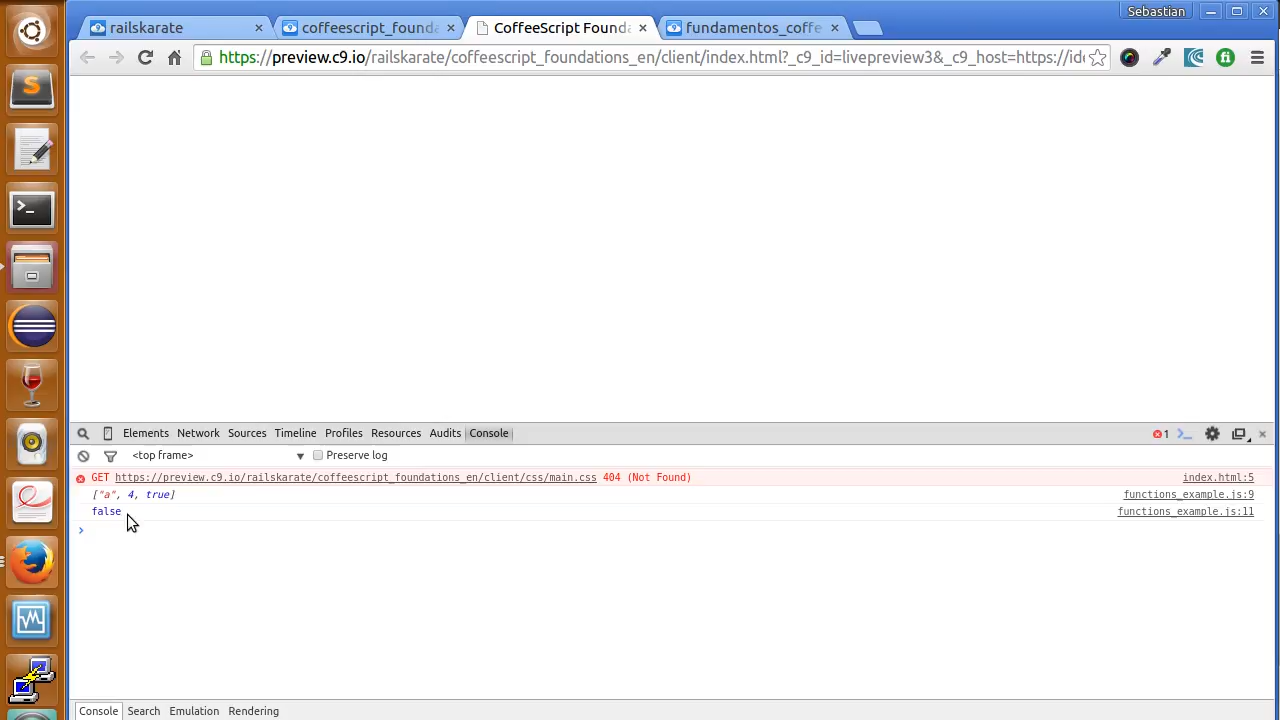 Sebastian
railskarate
coffeescript_founda
CoffeeScript Founda
fundamentos_coffe
https://preview.c9.io/railskarate/coffeescript_foundations_en/client/index.html?_c9_id=livepreview3&_c9_host=https://ide
Elements Network Sources Timeline Profiles Resources Audits Console 1
<top frame> Preserve log
GET https://preview.c9.io/railskarate/coffeescript_foundations_en/client/css/main.css 404 (Not Found) index.html:5
["a", 4, true] functions_example.js:9
false functions_example.js:11
Console Search Emulation Rendering